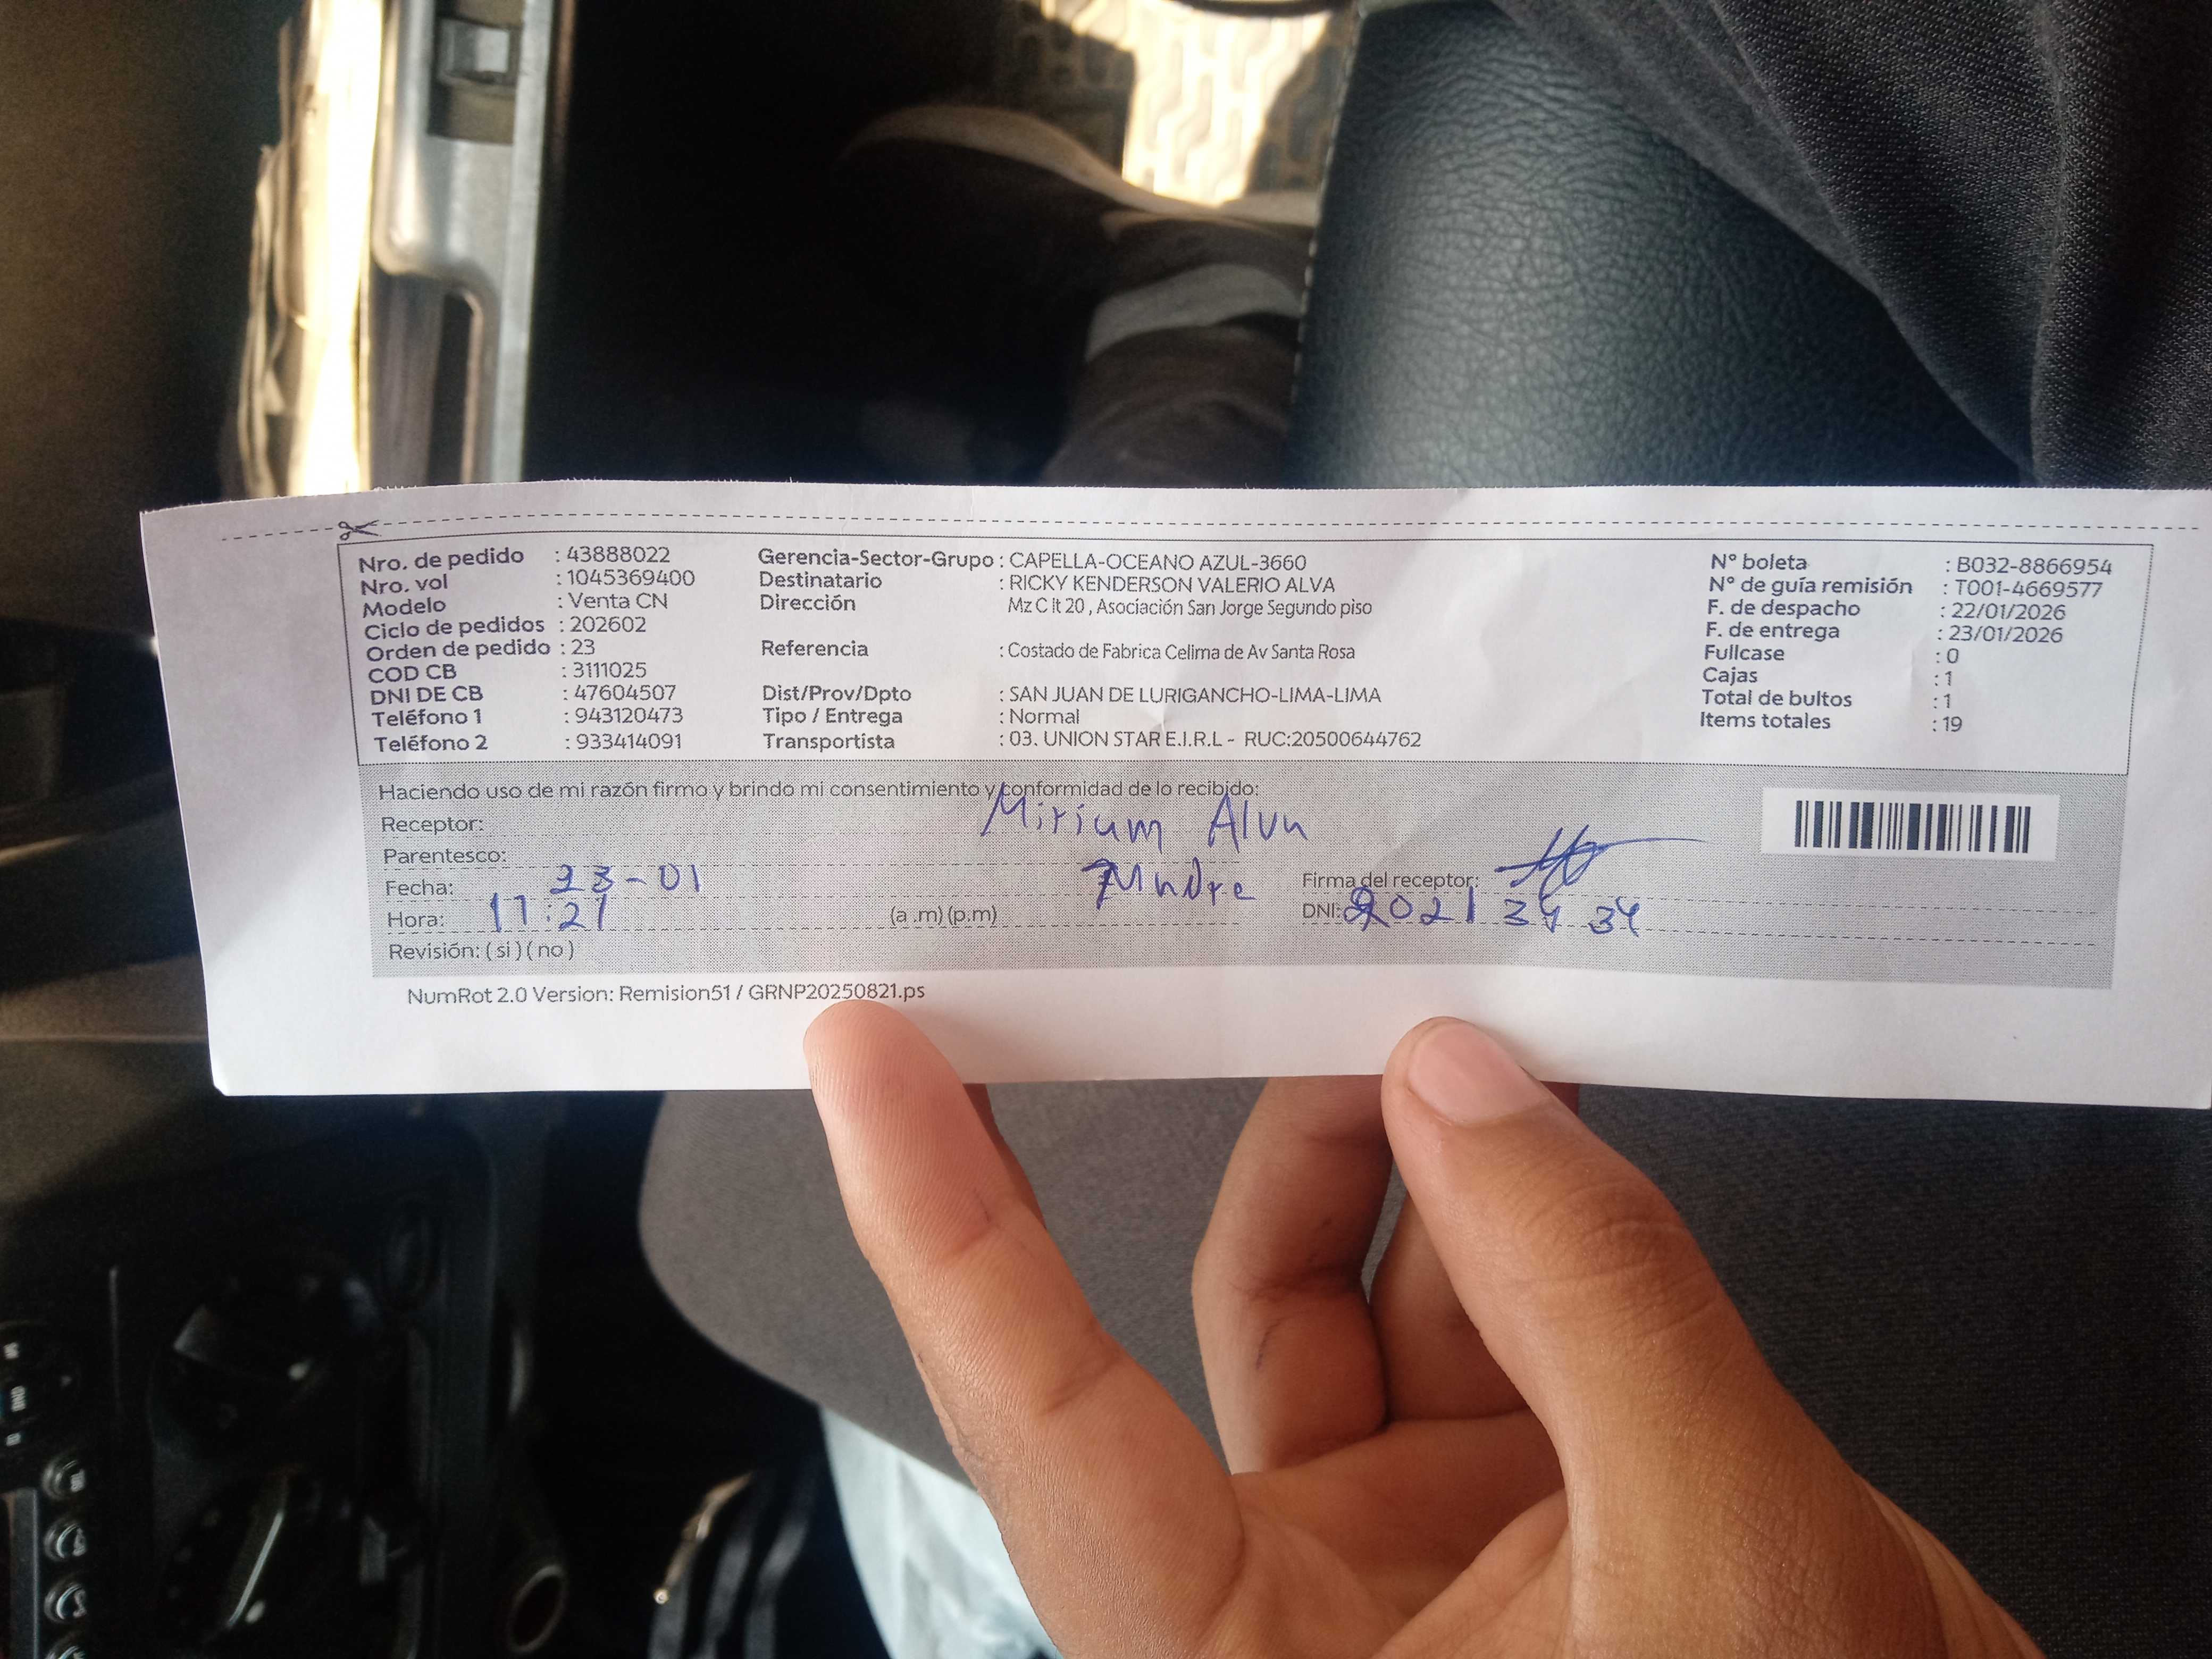 Nro. de pedido : 43888022
Nro. vol : 1045369400
Modelo : Venta CN
Ciclo de pedidos : 202602
Orden de pedido : 23
COD CB : 3111025
DNI DE CB : 47604507
Teléfono 1 : 943120473
Teléfono 2 : 933414091
Gerencia-Sector-Grupo : CAPELLA-OCEANO AZUL-3660
Destinatario : RICKY KENDERSON VALERIO ALVA
Dirección Mz C lt 20 , Asociación San Jorge Segundo piso
Referencia : Costado de Fabrica Celima de Av Santa Rosa
Dist/Prov/Dpto : SAN JUAN DE LURIGANCHO-LIMA-LIMA
Tipo / Entrega : Normal
Transportista : 03. UNION STAR E.I.R.L - RUC:20500644762
N° boleta : B032-8866954
N° de guía remisión : T001-4669577
F. de despacho : 22/01/2026
F. de entrega : 23/01/2026
Fullcase : 0
Cajas : 1
Total de bultos : 1
Items totales : 19
Haciendo uso de mi razón firmo y brindo mi consentimiento y conformidad de lo recibido:
Receptor: Miriam Alva
Parentesco: Madre
Fecha: 23-01
Hora: 11:21 (a .m) (p.m)
Revisión: ( si ) ( no )
Firma del receptor:
DNI: 2021 34 34
NumRot 2.0 Version: Remision51 / GRNP20250821.ps